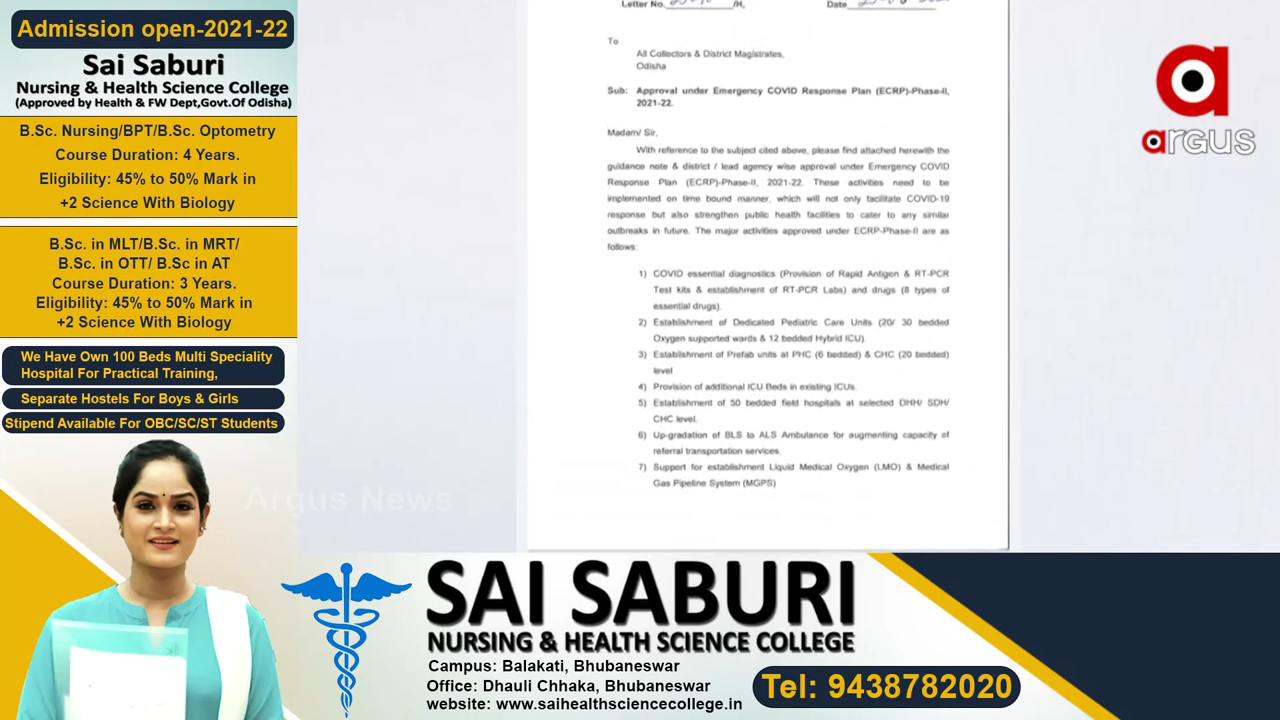 Admission open-2021-22
Sai Saburi
Nursing & Health Science College
(Approved by Health & FW Dept,Govt.Of Odisha)
B.Sc. Nursing/BPT/B.Sc. Optometry
Course Duration: 4 Years.
Eligibility: 45% to 50% Mark in
+2 Science With Biology
B.Sc. in MLT/B.Sc. in MRT/
B.Sc. in OTT/ B.Sc in AT
Course Duration: 3 Years.
Eligibility: 45% to 50% Mark in
+2 Science With Biology
We Have Own 100 Beds Multi Speciality
Hospital For Practical Training,
Separate Hostels For Boys & Girls
Stipend Available For OBC/SC/ST Students
Letter No. /H, Date
To
All Collectors & District Magistrates,
Odisha
Sub: Approval under Emergency COVID Response Plan (ECRP)-Phase-II,
2021-22.
Madam/ Sir,
With reference to the subject cited above, please find attached herewith the
guidance note & district / lead agency wise approval under Emergency COVID
Response Plan (ECRP)-Phase-II, 2021-22. These activities need to be
implemented on time bound manner, which will not only facilitate COVID-19
response but also strengthen public health facilities to cater to any similar
outbreaks in future. The major activities approved under ECRP-Phase-II are as
follows:
1) COVID essential diagnostics (Provision of Rapid Antigen & RT-PCR
Test kits & establishment of RT-PCR Labs) and drugs (8 types of
essential drugs).
2) Establishment of Dedicated Pediatric Care Units (20/ 30 bedded
Oxygen supported wards & 12 bedded Hybrid ICU).
3) Establishment of Prefab units at PHC (6 bedded) & CHC (20 bedded)
level
4) Provision of additional ICU Beds in existing ICUs.
5) Establishment of 50 bedded field hospitals at selected DHH/ SDH/
CHC level.
6) Up-gradation of BLS to ALS Ambulance for augmenting capacity of
referral transportation services.
7) Support for establishment Liquid Medical Oxygen (LMO) & Medical
Gas Pipeline System (MGPS)
argus
Argus News
SAI SABURI
NURSING & HEALTH SCIENCE COLLEGE
Campus: Balakati, Bhubaneswar
Office: Dhauli Chhaka, Bhubaneswar
website: www.saihealthsciencecollege.in
Tel: 9438782020